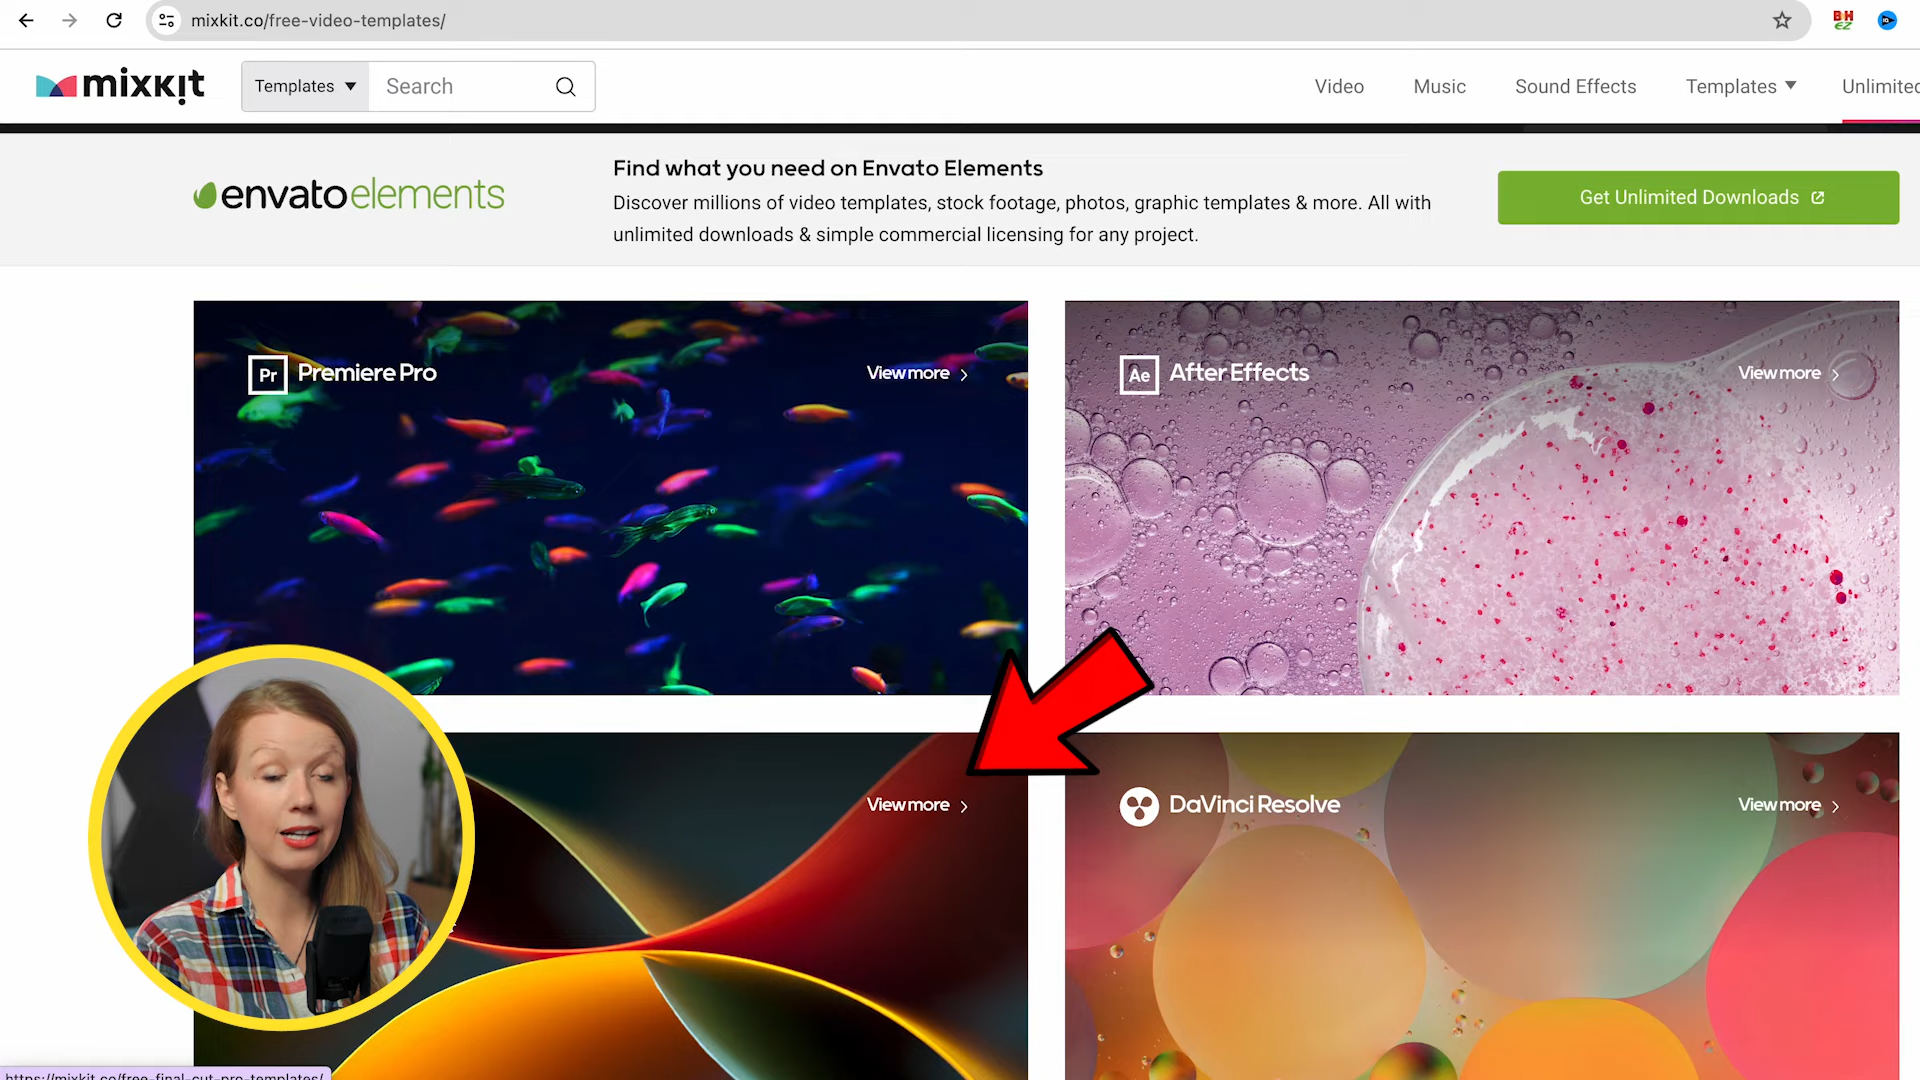 mixkit.co/free-video-templates/
mixkit
Templates
Search
Video
Music
Sound Effects
Templates
Unlimited
envato elements
Find what you need on Envato Elements
Discover millions of video templates, stock footage, photos, graphic templates & more. All with
unlimited downloads & simple commercial licensing for any project.
Get Unlimited Downloads
Pr Premiere Pro
View more
Ae After Effects
View more
View more
DaVinci Resolve
View more
https://mixkit.co/free-final-cut-pro-templates/